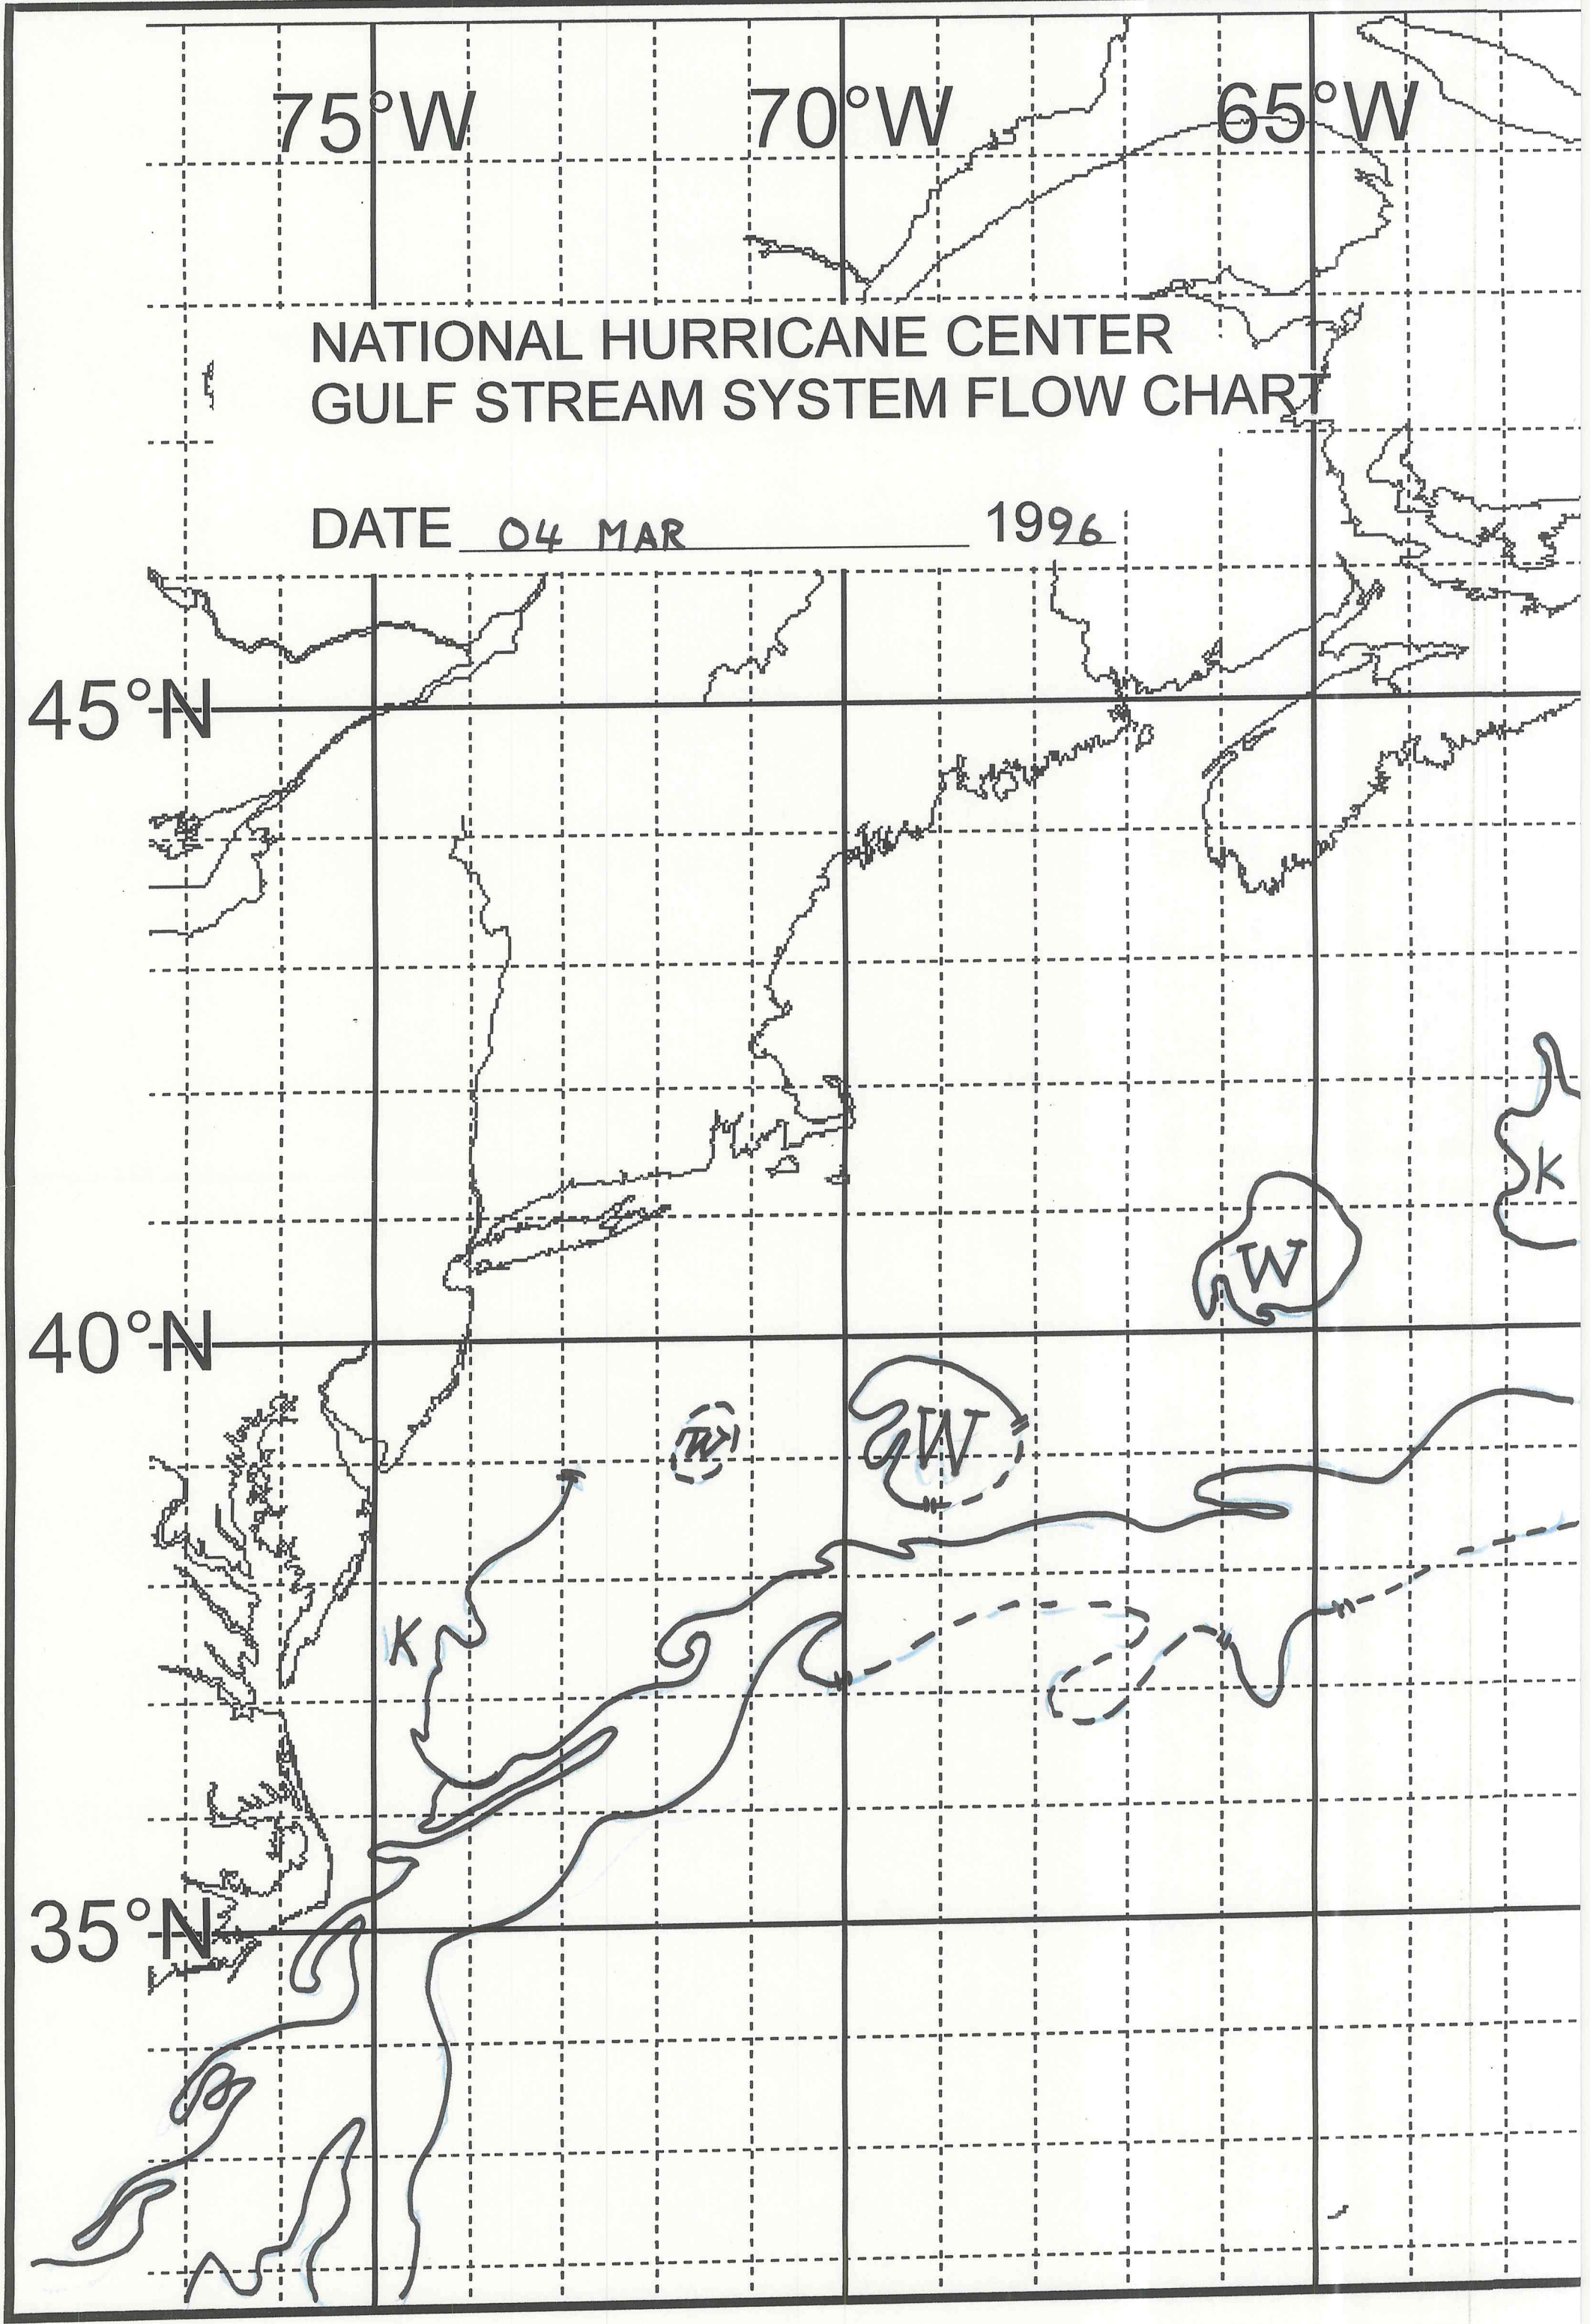 75°W 70°W 65°W
NATIONAL HURRICANE CENTER
GULF STREAM SYSTEM FLOW CHART
DATE 04 MAR 1996
45°N
K
W
40°N
W W
K
35°N